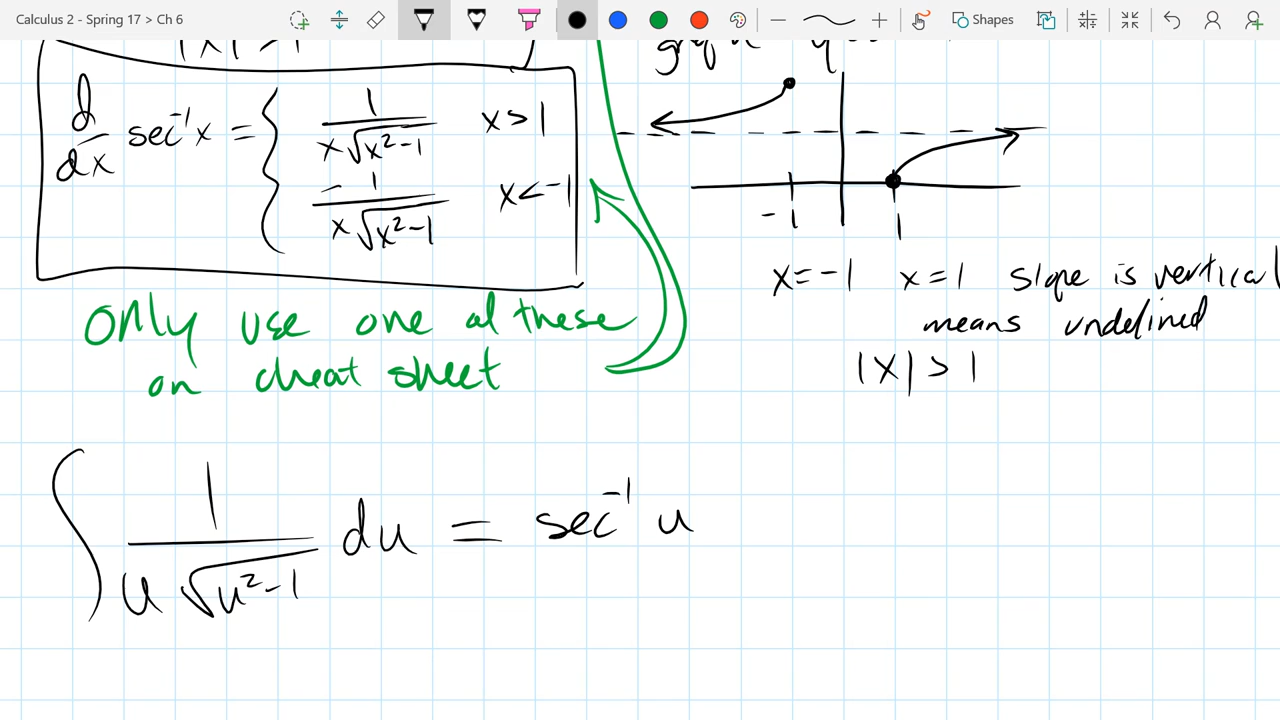 Calculus 2 - Spring 17 > Ch 6
Shapes
|x| > 1
d/dx sec⁻¹x = { 1/(x√(x²-1)) x > 1
-1/(x√(x²-1)) x < -1
only use one of these
on cheat sheet
graph
-1 1
x = -1 x = 1 slope is vertical
means undefined
|x| > 1
∫ 1/(u√(u²-1)) du = sec⁻¹ u